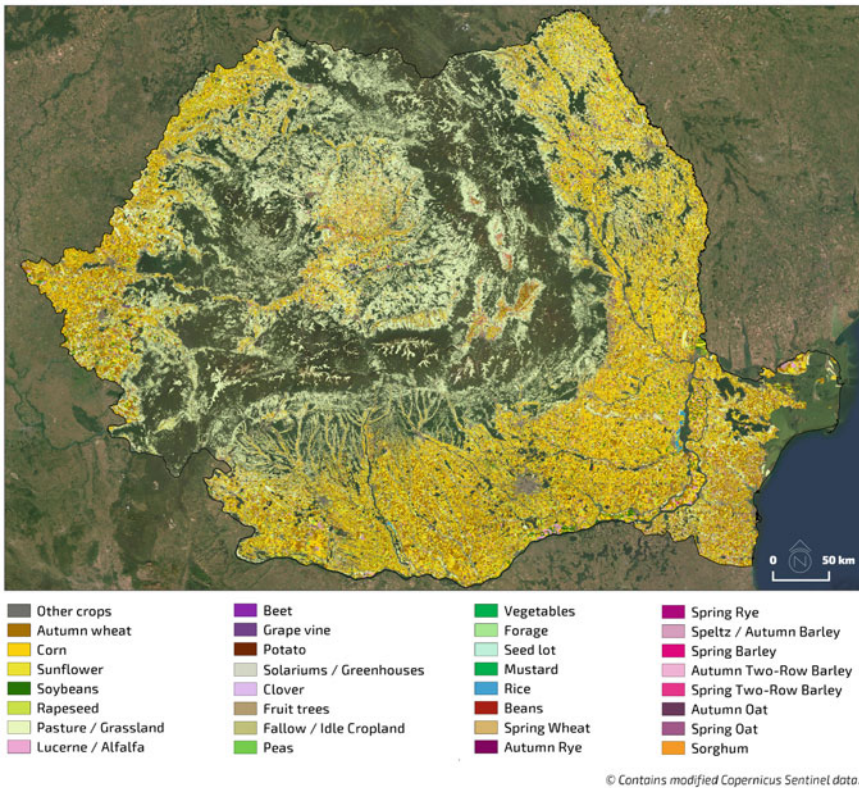 N
0 50 km
Other crops
Autumn wheat
Corn
Sunflower
Soybeans
Rapeseed
Pasture / Grassland
Lucerne / Alfalfa
Beet
Grape vine
Potato
Solariums / Greenhouses
Clover
Fruit trees
Fallow / Idle Cropland
Peas
Vegetables
Forage
Seed lot
Mustard
Rice
Beans
Spring Wheat
Autumn Rye
Spring Rye
Speltz / Autumn Barley
Spring Barley
Autumn Two-Row Barley
Spring Two-Row Barley
Autumn Oat
Spring Oat
Sorghum
© Contains modified Copernicus Sentinel data.